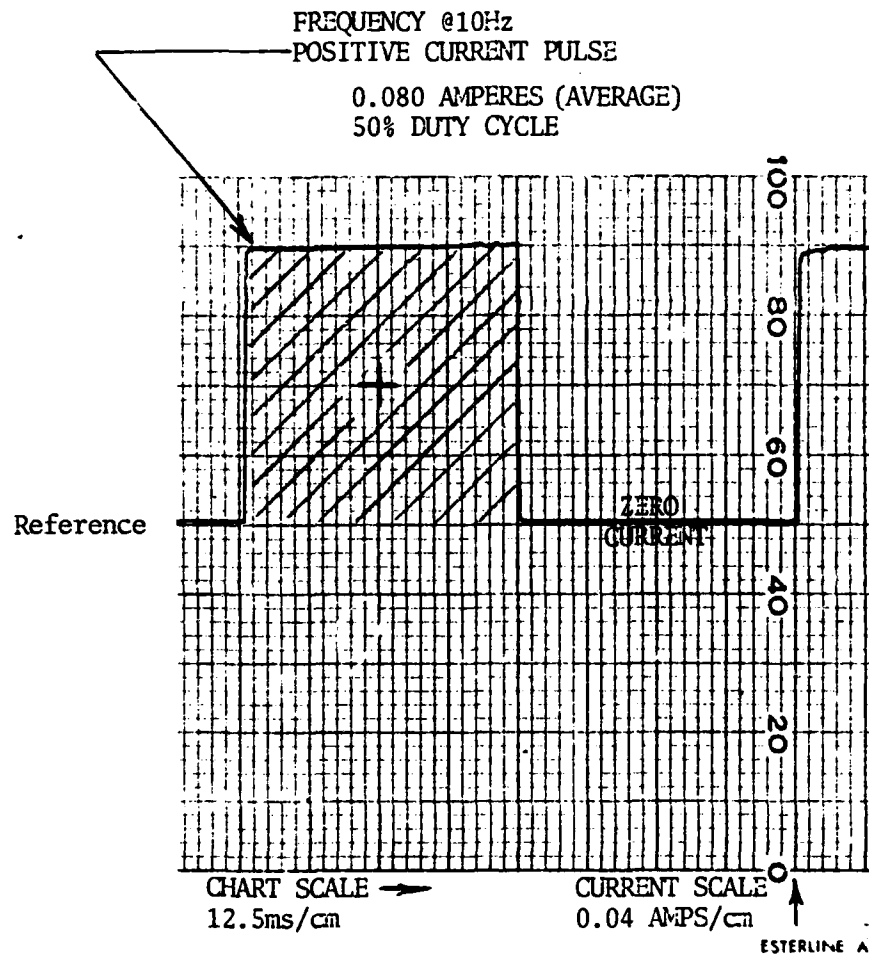 FREQUENCY @10Hz
POSITIVE CURRENT PULSE
0.080 AMPERES (AVERAGE)
50% DUTY CYCLE
100
80
60
Reference
ZERO
CURRENT
40
20
0
CHART SCALE
12.5ms/cm
CURRENT SCALE
0.04 AMPS/cm
ESTERLINE A